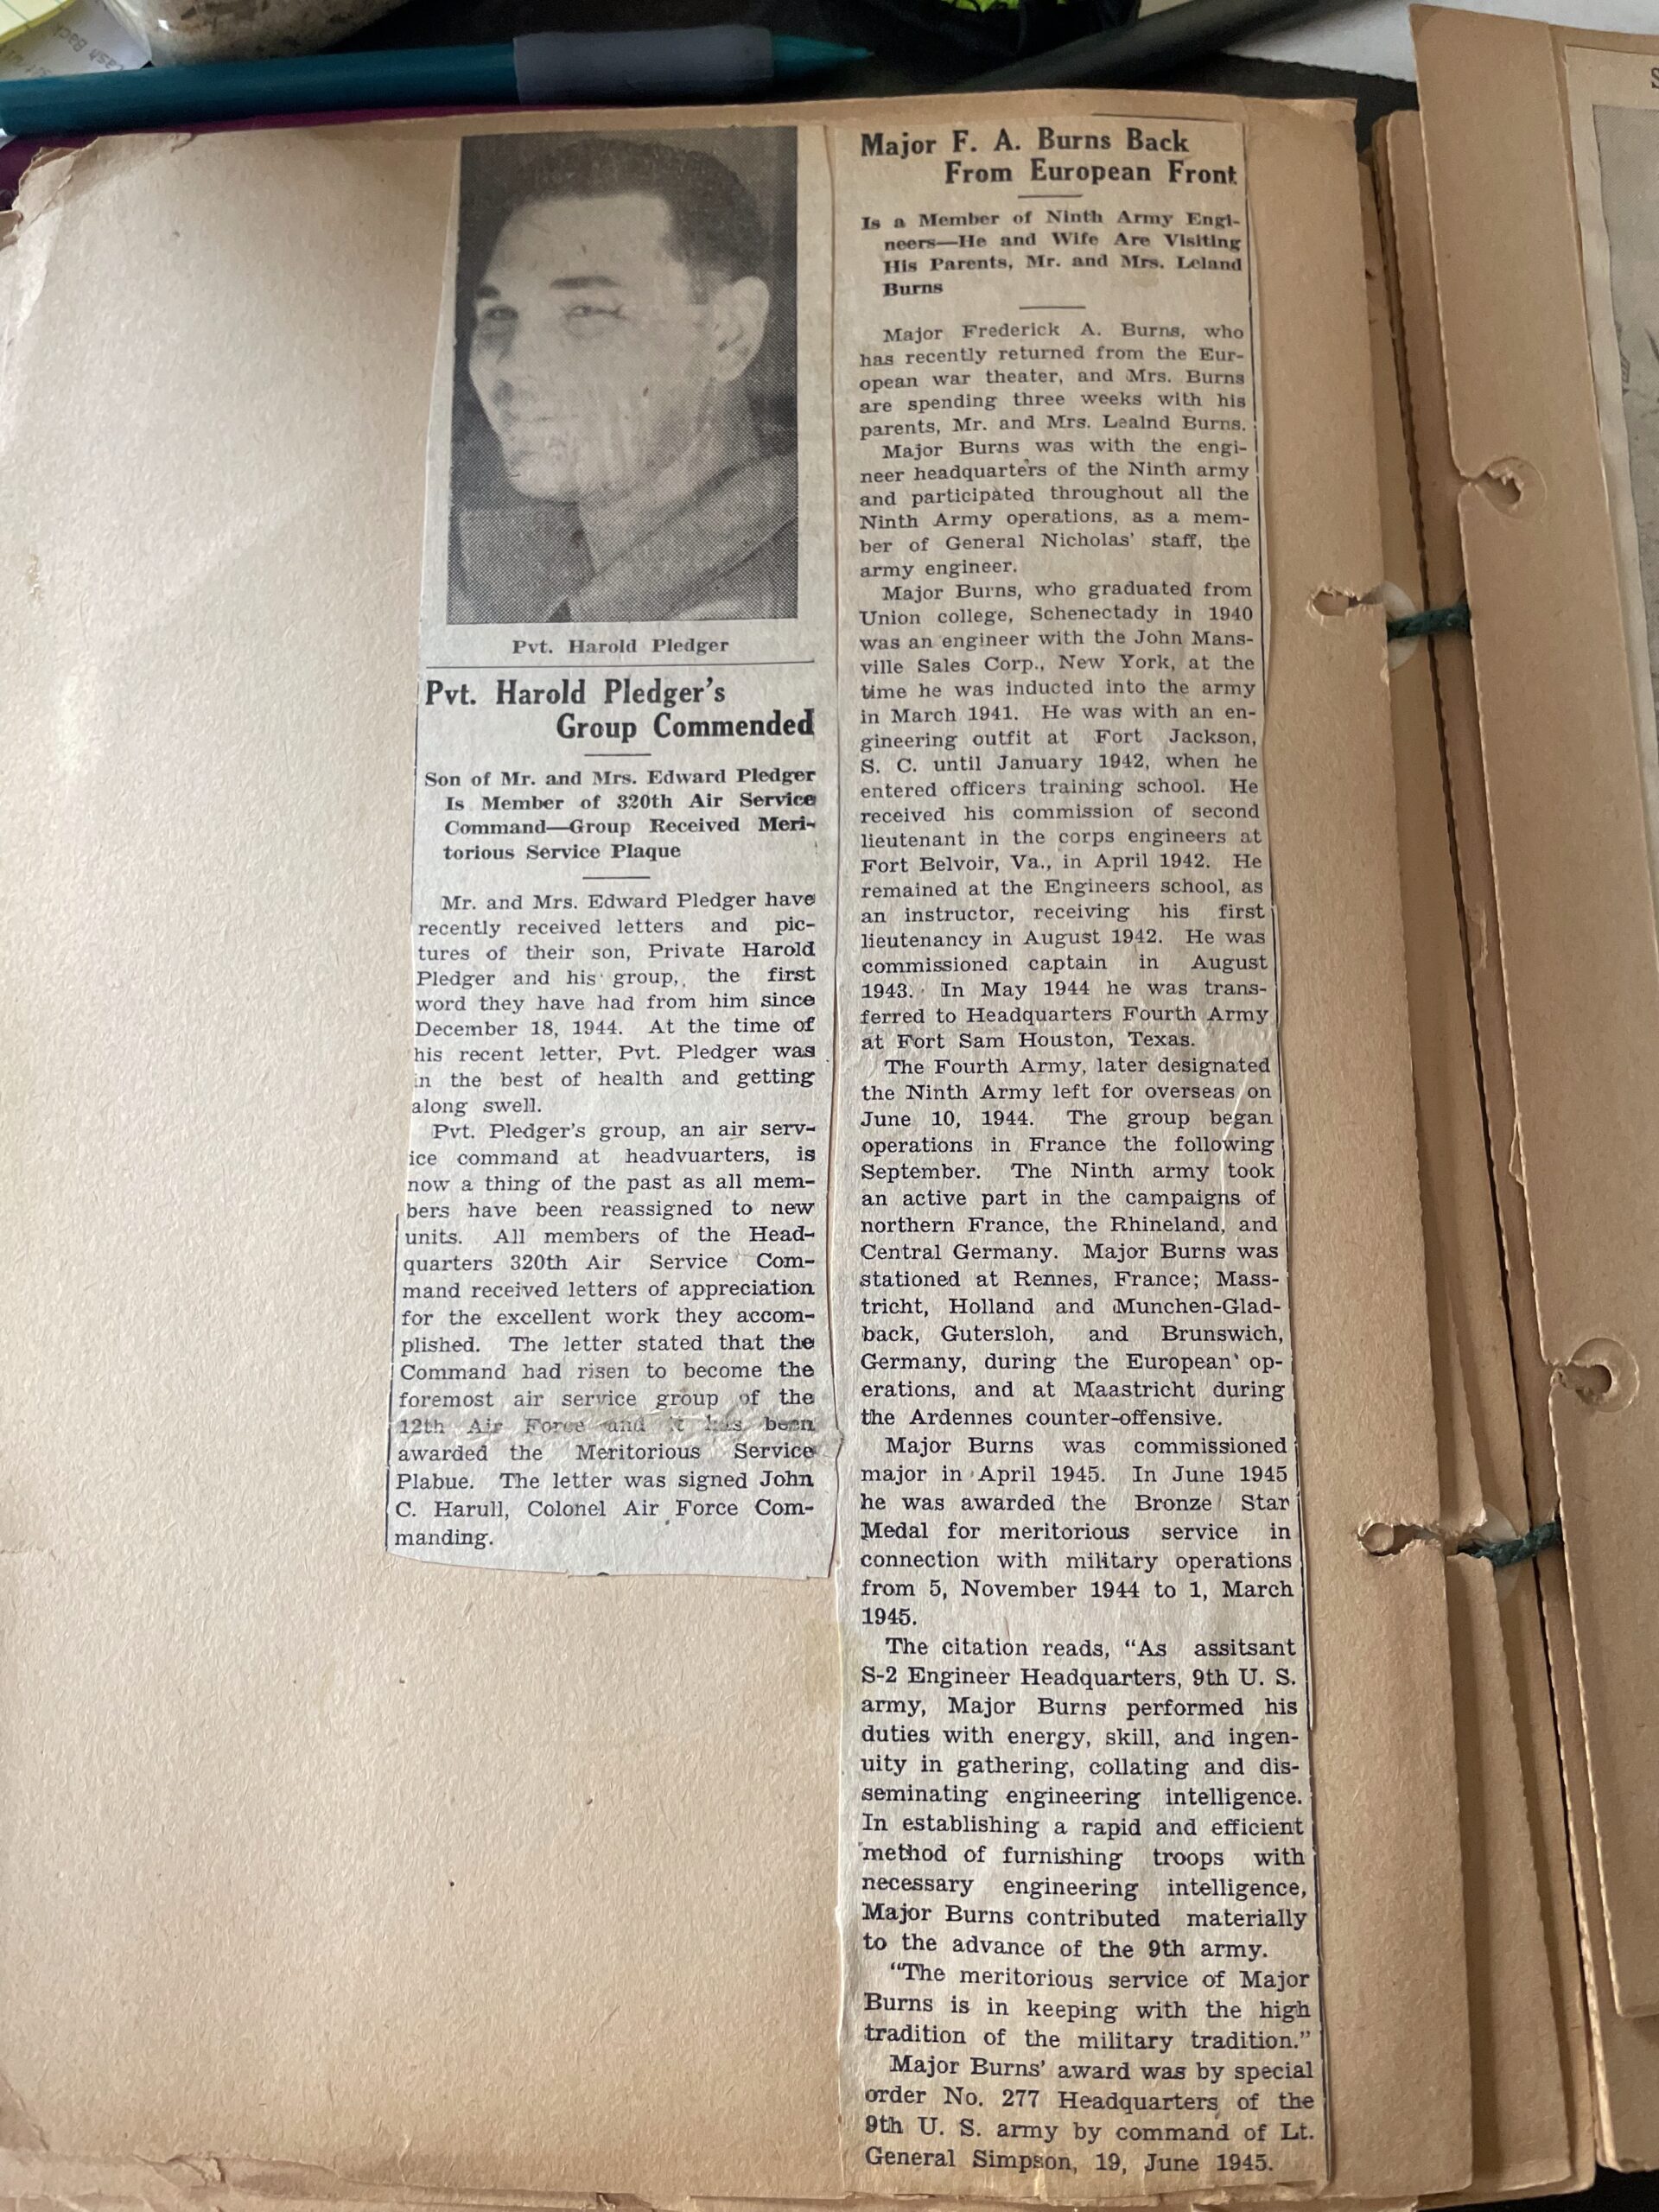 Pvt. Harold Pledger
Pvt. Harold Pledger's
Group Commended
Son of Mr. and Mrs. Edward Pledger
Is Member of 320th Air Service
Command—Group Received Meri-
torious Service Plaque
Mr. and Mrs. Edward Pledger have
recently received letters and pic-
tures of their son, Private Harold
Pledger and his group, the first
word they have had from him since
December 18, 1944. At the time of
his recent letter, Pvt. Pledger was
in the best of health and getting
along swell.
Pvt. Pledger's group, an air serv-
ice command at headvuarters, is
now a thing of the past as all mem-
bers have been reassigned to new
units. All members of the Head-
quarters 320th Air Service Com-
mand received letters of appreciation
for the excellent work they accom-
plished. The letter stated that the
Command had risen to become the
foremost air service group of the
12th Air Force and it has been
awarded the Meritorious Service
Plabue. The letter was signed John
C. Harull, Colonel Air Force Com-
manding.
Major F. A. Burns Back
From European Front
Is a Member of Ninth Army Engi-
neers—He and Wife Are Visiting
His Parents, Mr. and Mrs. Leland
Burns
Major Frederick A. Burns, who
has recently returned from the Eur-
opean war theater, and Mrs. Burns
are spending three weeks with his
parents, Mr. and Mrs. Lealnd Burns.
Major Burns was with the engi-
neer headquarters of the Ninth army
and participated throughout all the
Ninth Army operations, as a mem-
ber of General Nicholas' staff, the
army engineer.
Major Burns, who graduated from
Union college, Schenectady in 1940
was an engineer with the John Mans-
ville Sales Corp., New York, at the
time he was inducted into the army
in March 1941. He was with an en-
gineering outfit at Fort Jackson,
S. C. until January 1942, when he
entered officers training school. He
received his commission of second
lieutenant in the corps engineers at
Fort Belvoir, Va., in April 1942. He
remained at the Engineers school, as
an instructor, receiving his first
lieutenancy in August 1942. He was
commissioned captain in August
1943. In May 1944 he was trans-
ferred to Headquarters Fourth Army
at Fort Sam Houston, Texas.
The Fourth Army, later designated
the Ninth Army left for overseas on
June 10, 1944. The group began
operations in France the following
September. The Ninth army took
an active part in the campaigns of
northern France, the Rhineland, and
Central Germany. Major Burns was
stationed at Rennes, France; Mass-
tricht, Holland and Munchen-Glad-
back, Gutersloh, and Brunswich,
Germany, during the European op-
erations, and at Maastricht during
the Ardennes counter-offensive.
Major Burns was commissioned
major in April 1945. In June 1945
he was awarded the Bronze Star
Medal for meritorious service in
connection with military operations
from 5, November 1944 to 1, March
1945.
The citation reads, "As assitsant
S-2 Engineer Headquarters, 9th U. S.
army, Major Burns performed his
duties with energy, skill, and ingen-
uity in gathering, collating and dis-
seminating engineering intelligence.
In establishing a rapid and efficient
method of furnishing troops with
necessary engineering intelligence,
Major Burns contributed materially
to the advance of the 9th army.
"The meritorious service of Major
Burns is in keeping with the high
tradition of the military tradition."
Major Burns' award was by special
order No. 277 Headquarters of the
9th U. S. army by command of Lt.
General Simpson, 19, June 1945.